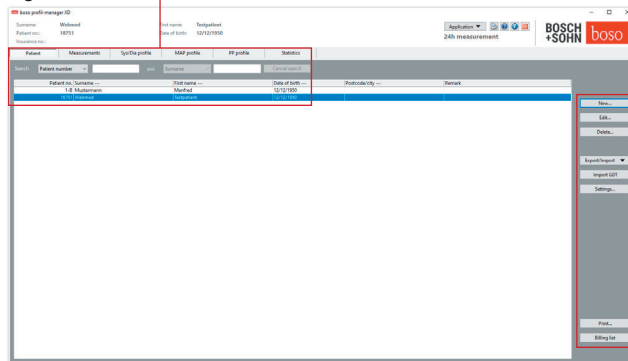 boso profil-manager XD
Surname: Webmed First name: Testpatient
Patient no.: 18751 Date of birth: 12/12/1950
Insurance no.:
Application
24h measurement
BOSCH
+SOHN
boso
Patient Measurements Sys/Dia profile MAP profile PP profile Statistics
Search: Patient number and Surname Cancel search
Patient no. Surname --- First name --- Date of birth --- Postcode/city --- Remark
1-B Mustermann Manfred 12/12/1950
18751 Webmed Testpatient 12/12/1950
New...
Edit...
Delete...
Export/Import
Import GDT
Settings...
Print...
Billing list